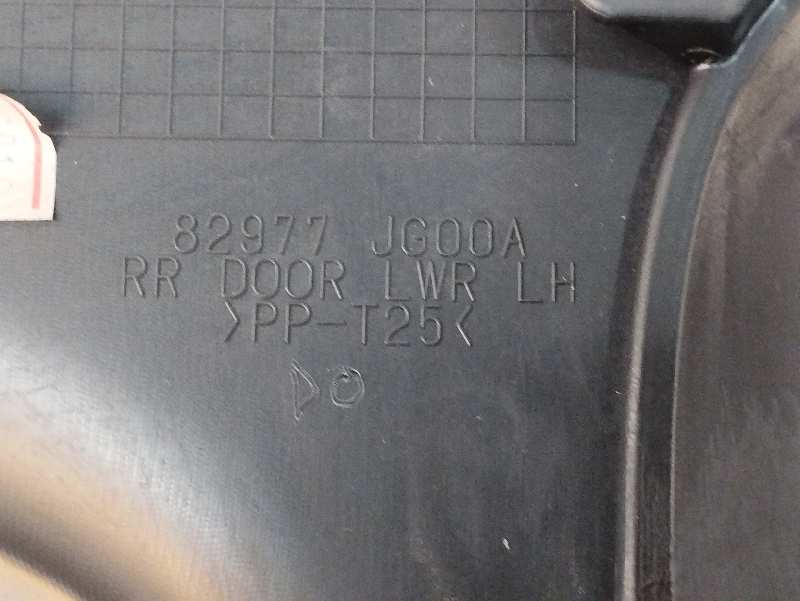 82977 JG00A
RR DOOR LWR LH
>PP-T25<